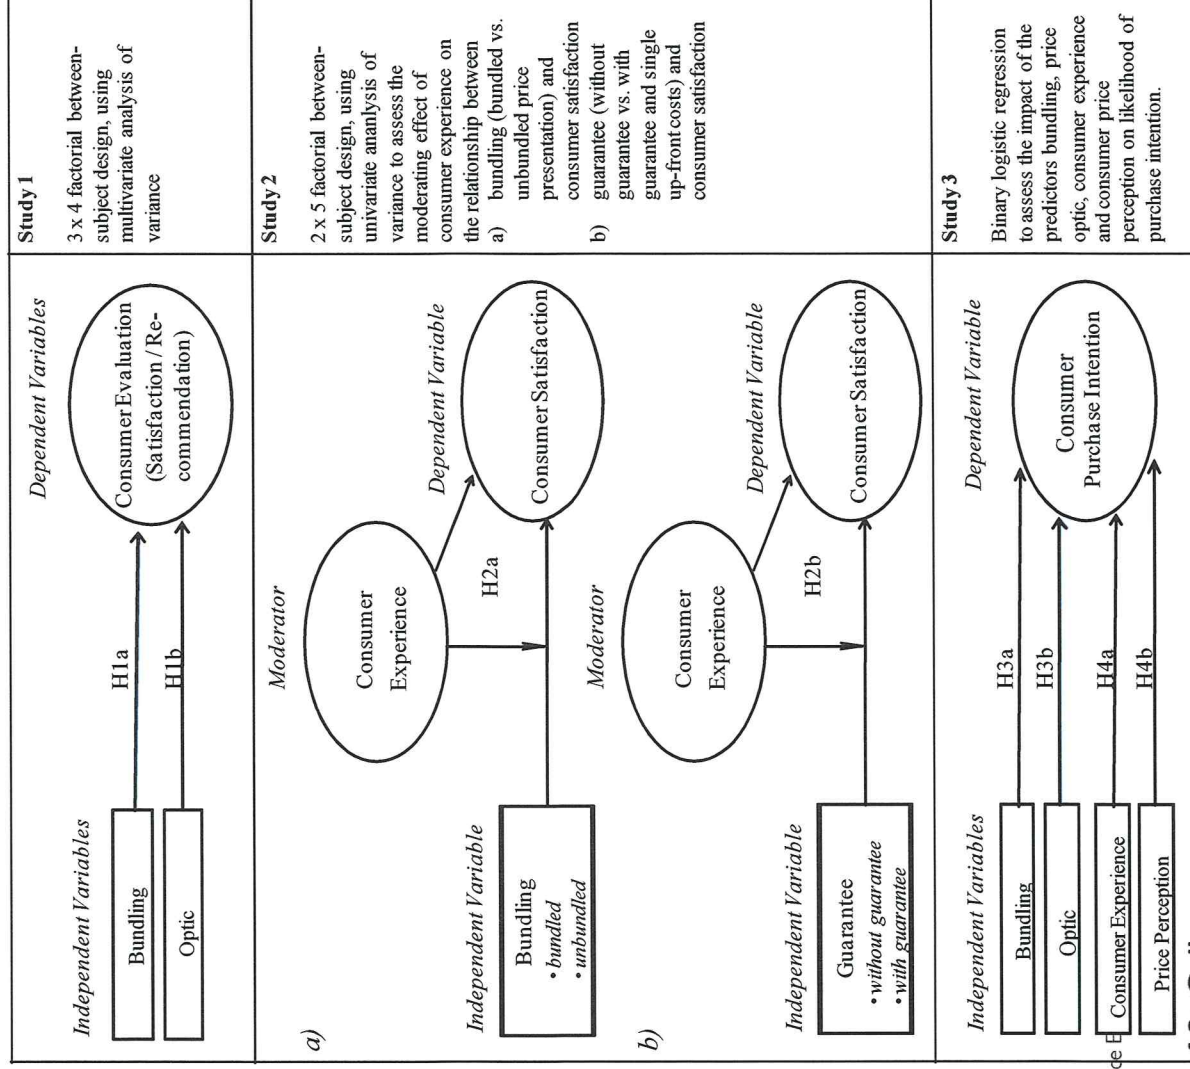 Study 1
3 x 4 factorial between-
subject design, using
multivariate analysis of
variance
Independent Variables
Dependent Variables
Bundling
Optic
H1a
H1b
Consumer Evaluation
(Satisfaction / Re-
commendation)
Study 2
2 x 5 factorial between-
subject design, using
univariate ananlysis of
variance to assess the
moderating effect of
consumer experience on
the relationship between
a) bundling (bundled vs.
unbundled price
presentation) and
consumer satisfaction
b) guarantee (without
guarantee vs. with
guarantee and single
up-front costs) and
consumer satisfaction
a)
Moderator
Consumer
Experience
Independent Variable
Dependent Variable
Bundling
• bundled
• unbundled
H2a
Consumer Satisfaction
b)
Moderator
Consumer
Experience
Independent Variable
Dependent Variable
Guarantee
• without guarantee
• with guarantee
H2b
Consumer Satisfaction
Study 3
Binary logistic regression
to assess the impact of the
predictors bundling, price
optic, consumer experience
and consumer price
perception on likelihood of
purchase intention.
Independent Variables
Dependent Variable
Bundling
Optic
Consumer Experience
Price Perception
H3a
H3b
H4a
H4b
Consumer
Purchase Intention